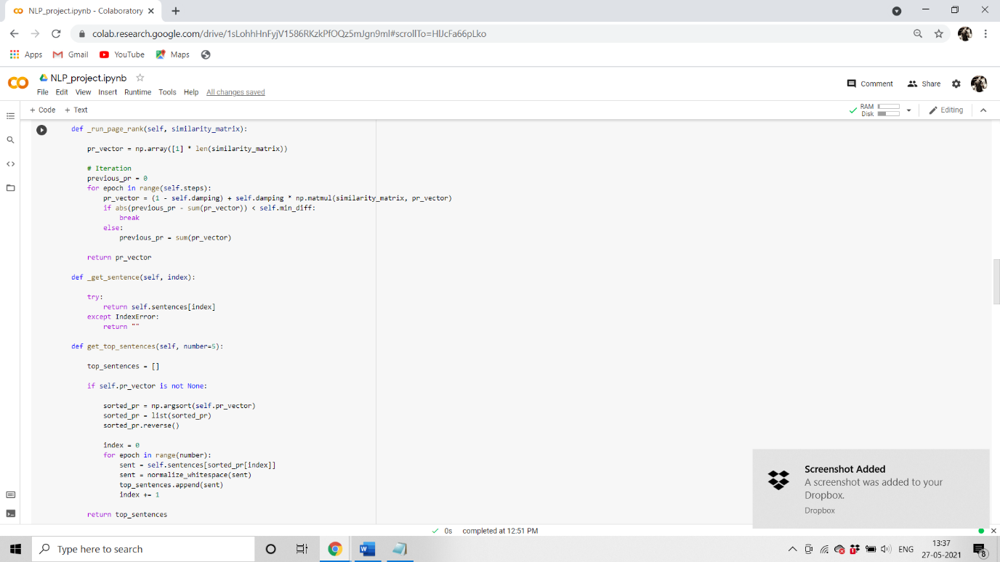 NLP_project.ipynb - Colaboratory
colab.research.google.com/drive/1sLohhHnFyjV1586RKzkPfOQz5mJgn9mI#scrollTo=HIJcFa66pLko
Apps Gmail YouTube Maps
NLP_project.ipynb
File Edit View Insert Runtime Tools Help All changes saved
Comment Share
+ Code + Text
RAM
Disk
Editing
def _run_page_rank(self, similarity_matrix):
pr_vector = np.array([1] * len(similarity_matrix))
# Iteration
previous_pr = 0
for epoch in range(self.steps):
pr_vector = (1 - self.damping) + self.damping * np.matmul(similarity_matrix, pr_vector)
if abs(previous_pr - sum(pr_vector)) < self.min_diff:
break
else:
previous_pr = sum(pr_vector)
return pr_vector
def _get_sentence(self, index):
try:
return self.sentences[index]
except IndexError:
return ""
def get_top_sentences(self, number=5):
top_sentences = []
if self.pr_vector is not None:
sorted_pr = np.argsort(self.pr_vector)
sorted_pr = list(sorted_pr)
sorted_pr.reverse()
index = 0
for epoch in range(number):
sent = self.sentences[sorted_pr[index]]
sent = normalize_whitespace(sent)
top_sentences.append(sent)
index += 1
return top_sentences
Screenshot Added
A screenshot was added to your
Dropbox.
Dropbox
0s completed at 12:51 PM
Type here to search
ENG
13:37
27-05-2021
8